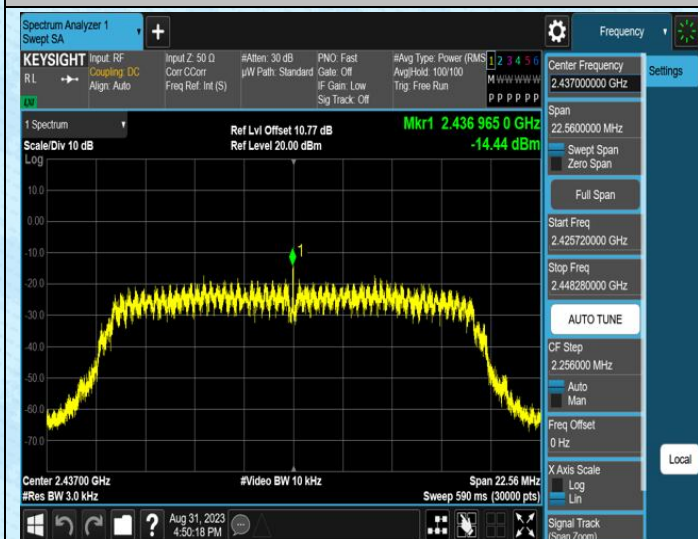 Spectrum Analyzer 1
Swept SA
+
Frequency
KEYSIGHT
RL
Input: RF
Coupling: DC
Align: Auto
Input Z: 50 Ω
Corr CCorr
Freq Ref: Int (S)
#Atten: 30 dB
µW Path: Standard
PNO: Fast
Gate: Off
IF Gain: Low
Sig Track: Off
#Avg Type: Power (RMS
Avg|Hold: 100/100
Trig: Free Run
1 2 3 4 5 6
M W W W W W
P P P P P P
1 Spectrum
Scale/Div 10 dB
Log
Ref Lvl Offset 10.77 dB
Ref Level 20.00 dBm
Mkr1 2.436 965 0 GHz
-14.44 dBm
10.0
0.00
-10.0
-20.0
-30.0
-40.0
-50.0
-60.0
-70.0
1
Center 2.43700 GHz
#Res BW 3.0 kHz
#Video BW 10 kHz
Span 22.56 MHz
Sweep 590 ms (30000 pts)
?
Aug 31, 2023
4:50:18 PM
Center Frequency
2.437000000 GHz
Span
22.5600000 MHz
Swept Span
Zero Span
Full Span
Start Freq
2.425720000 GHz
Stop Freq
2.448280000 GHz
AUTO TUNE
CF Step
2.256000 MHz
Auto
Man
Freq Offset
0 Hz
X Axis Scale
Log
Lin
Signal Track
(Span Zoom)
Settings
Local